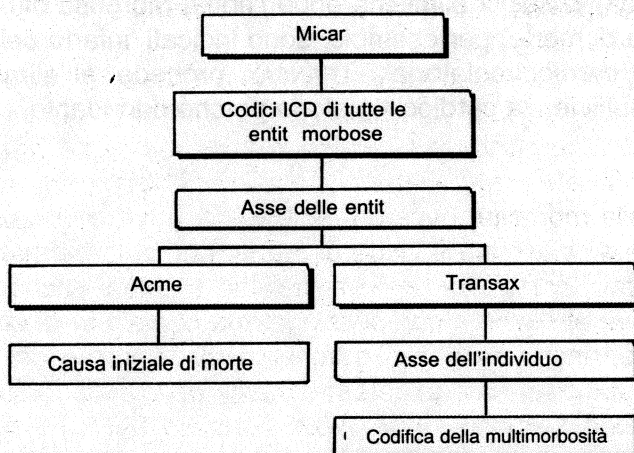 Micar
Codici ICD di tutte le
entit morbose
Asse delle entit
Acme
Transax
Causa iniziale di morte
Asse dell'individuo
Codifica della multimorbosità